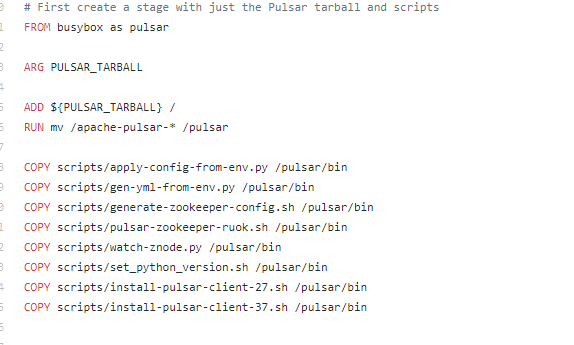 # First create a stage with just the Pulsar tarball and scripts
FROM busybox as pulsar
ARG PULSAR_TARBALL
ADD ${PULSAR_TARBALL} /
RUN mv /apache-pulsar-* /pulsar
COPY scripts/apply-config-from-env.py /pulsar/bin
COPY scripts/gen-yml-from-env.py /pulsar/bin
COPY scripts/generate-zookeeper-config.sh /pulsar/bin
COPY scripts/pulsar-zookeeper-ruok.sh /pulsar/bin
COPY scripts/watch-znode.py /pulsar/bin
COPY scripts/set_python_version.sh /pulsar/bin
COPY scripts/install-pulsar-client-27.sh /pulsar/bin
COPY scripts/install-pulsar-client-37.sh /pulsar/bin